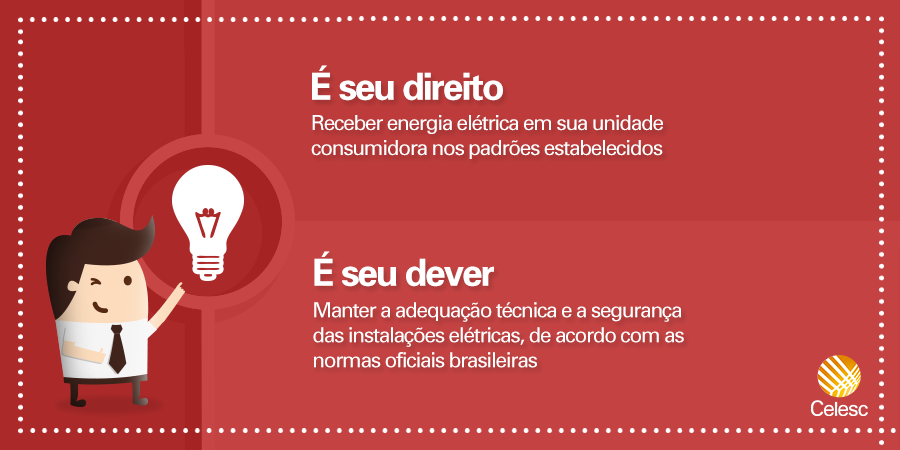 É seu direito
Receber energia elétrica em sua unidade
consumidora nos padrões estabelecidos
É seu dever
Manter a adequação técnica e a segurança
das instalações elétricas, de acordo com as
normas oficiais brasileiras
Celesc